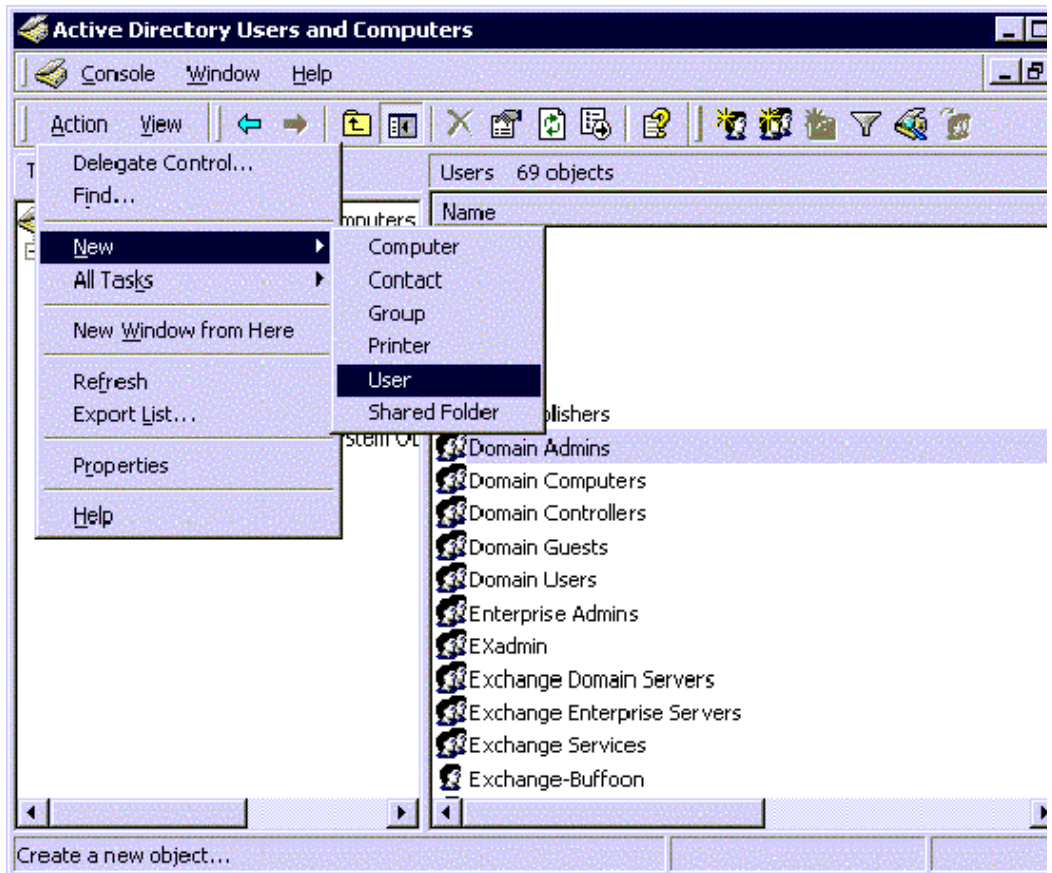 Active Directory Users and Computers
Console Window Help
Action View
Users 69 objects
Name
Delegate Control...
Find...
New
All Tasks
New Window from Here
Refresh
Export List...
Properties
Help
Computer
Contact
Group
Printer
User
Shared Folder
lishers
Domain Admins
Domain Computers
Domain Controllers
Domain Guests
Domain Users
Enterprise Admins
EXadmin
Exchange Domain Servers
Exchange Enterprise Servers
Exchange Services
Exchange-Buffoon
Create a new object...